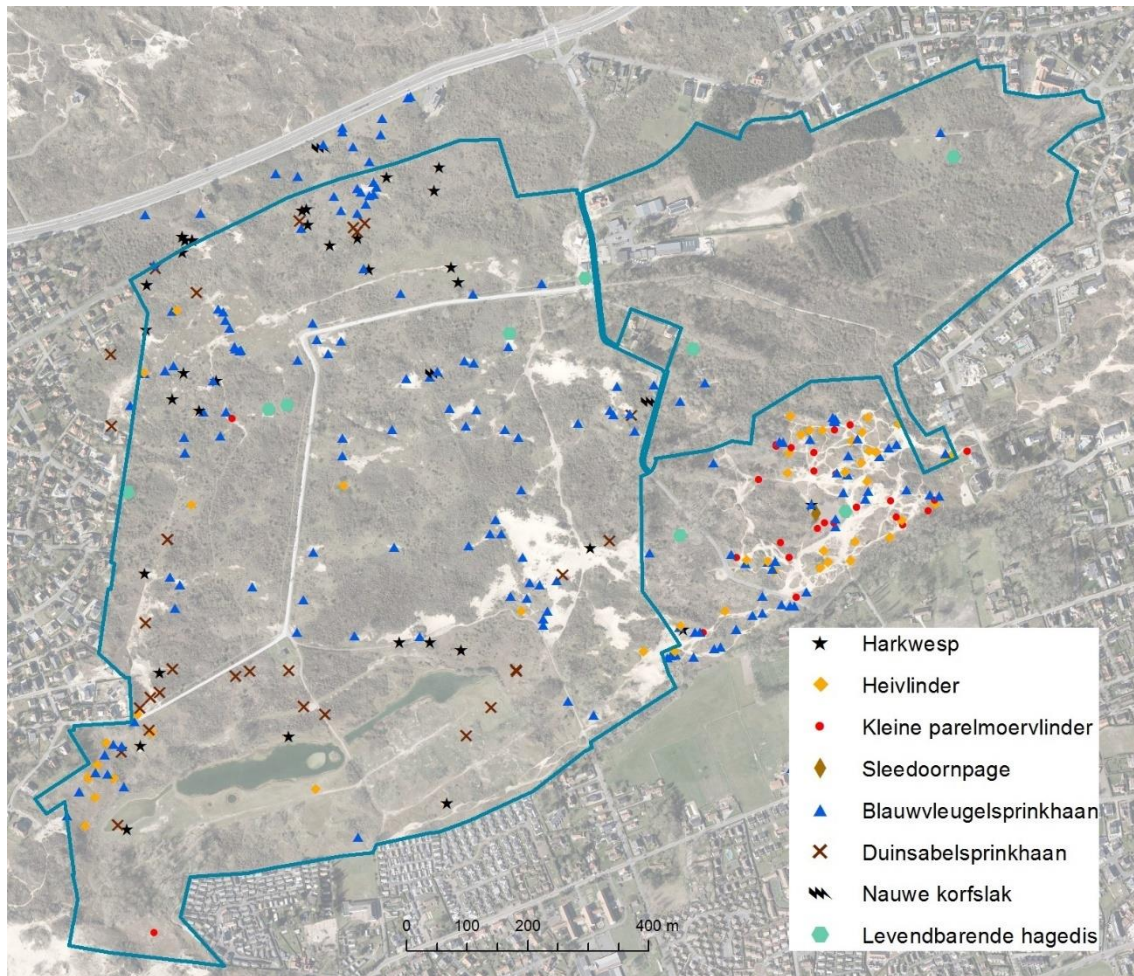 Harkwesp
Heivlinder
Kleine parelmoervlinder
Sleedoornpage
Blauwvleugelsprinkhaan
Duinsabelsprinkhaan
Nauwe korfslak
Levendbarende hagedis
0 100 200 400 m